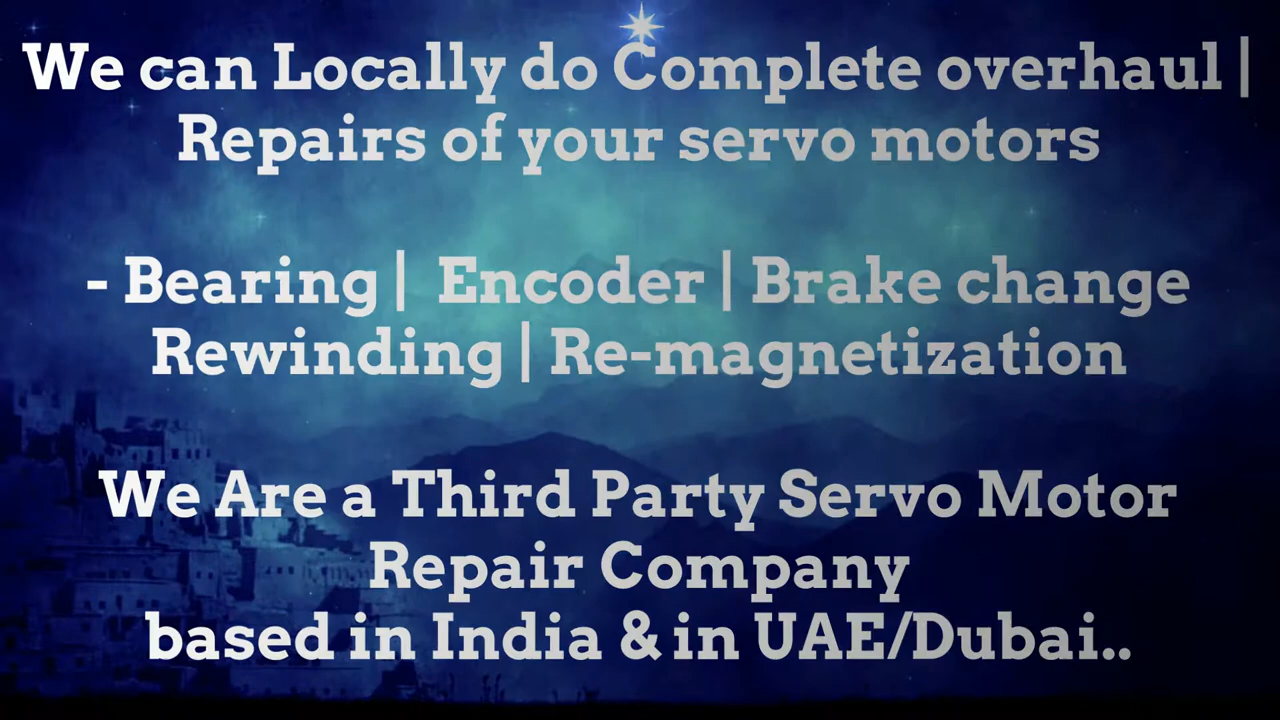 We can Locally do Complete overhaul |
Repairs of your servo motors
- Bearing | Encoder | Brake change
Rewinding | Re-magnetization
We Are a Third Party Servo Motor
Repair Company
based in India & in UAE/Dubai..